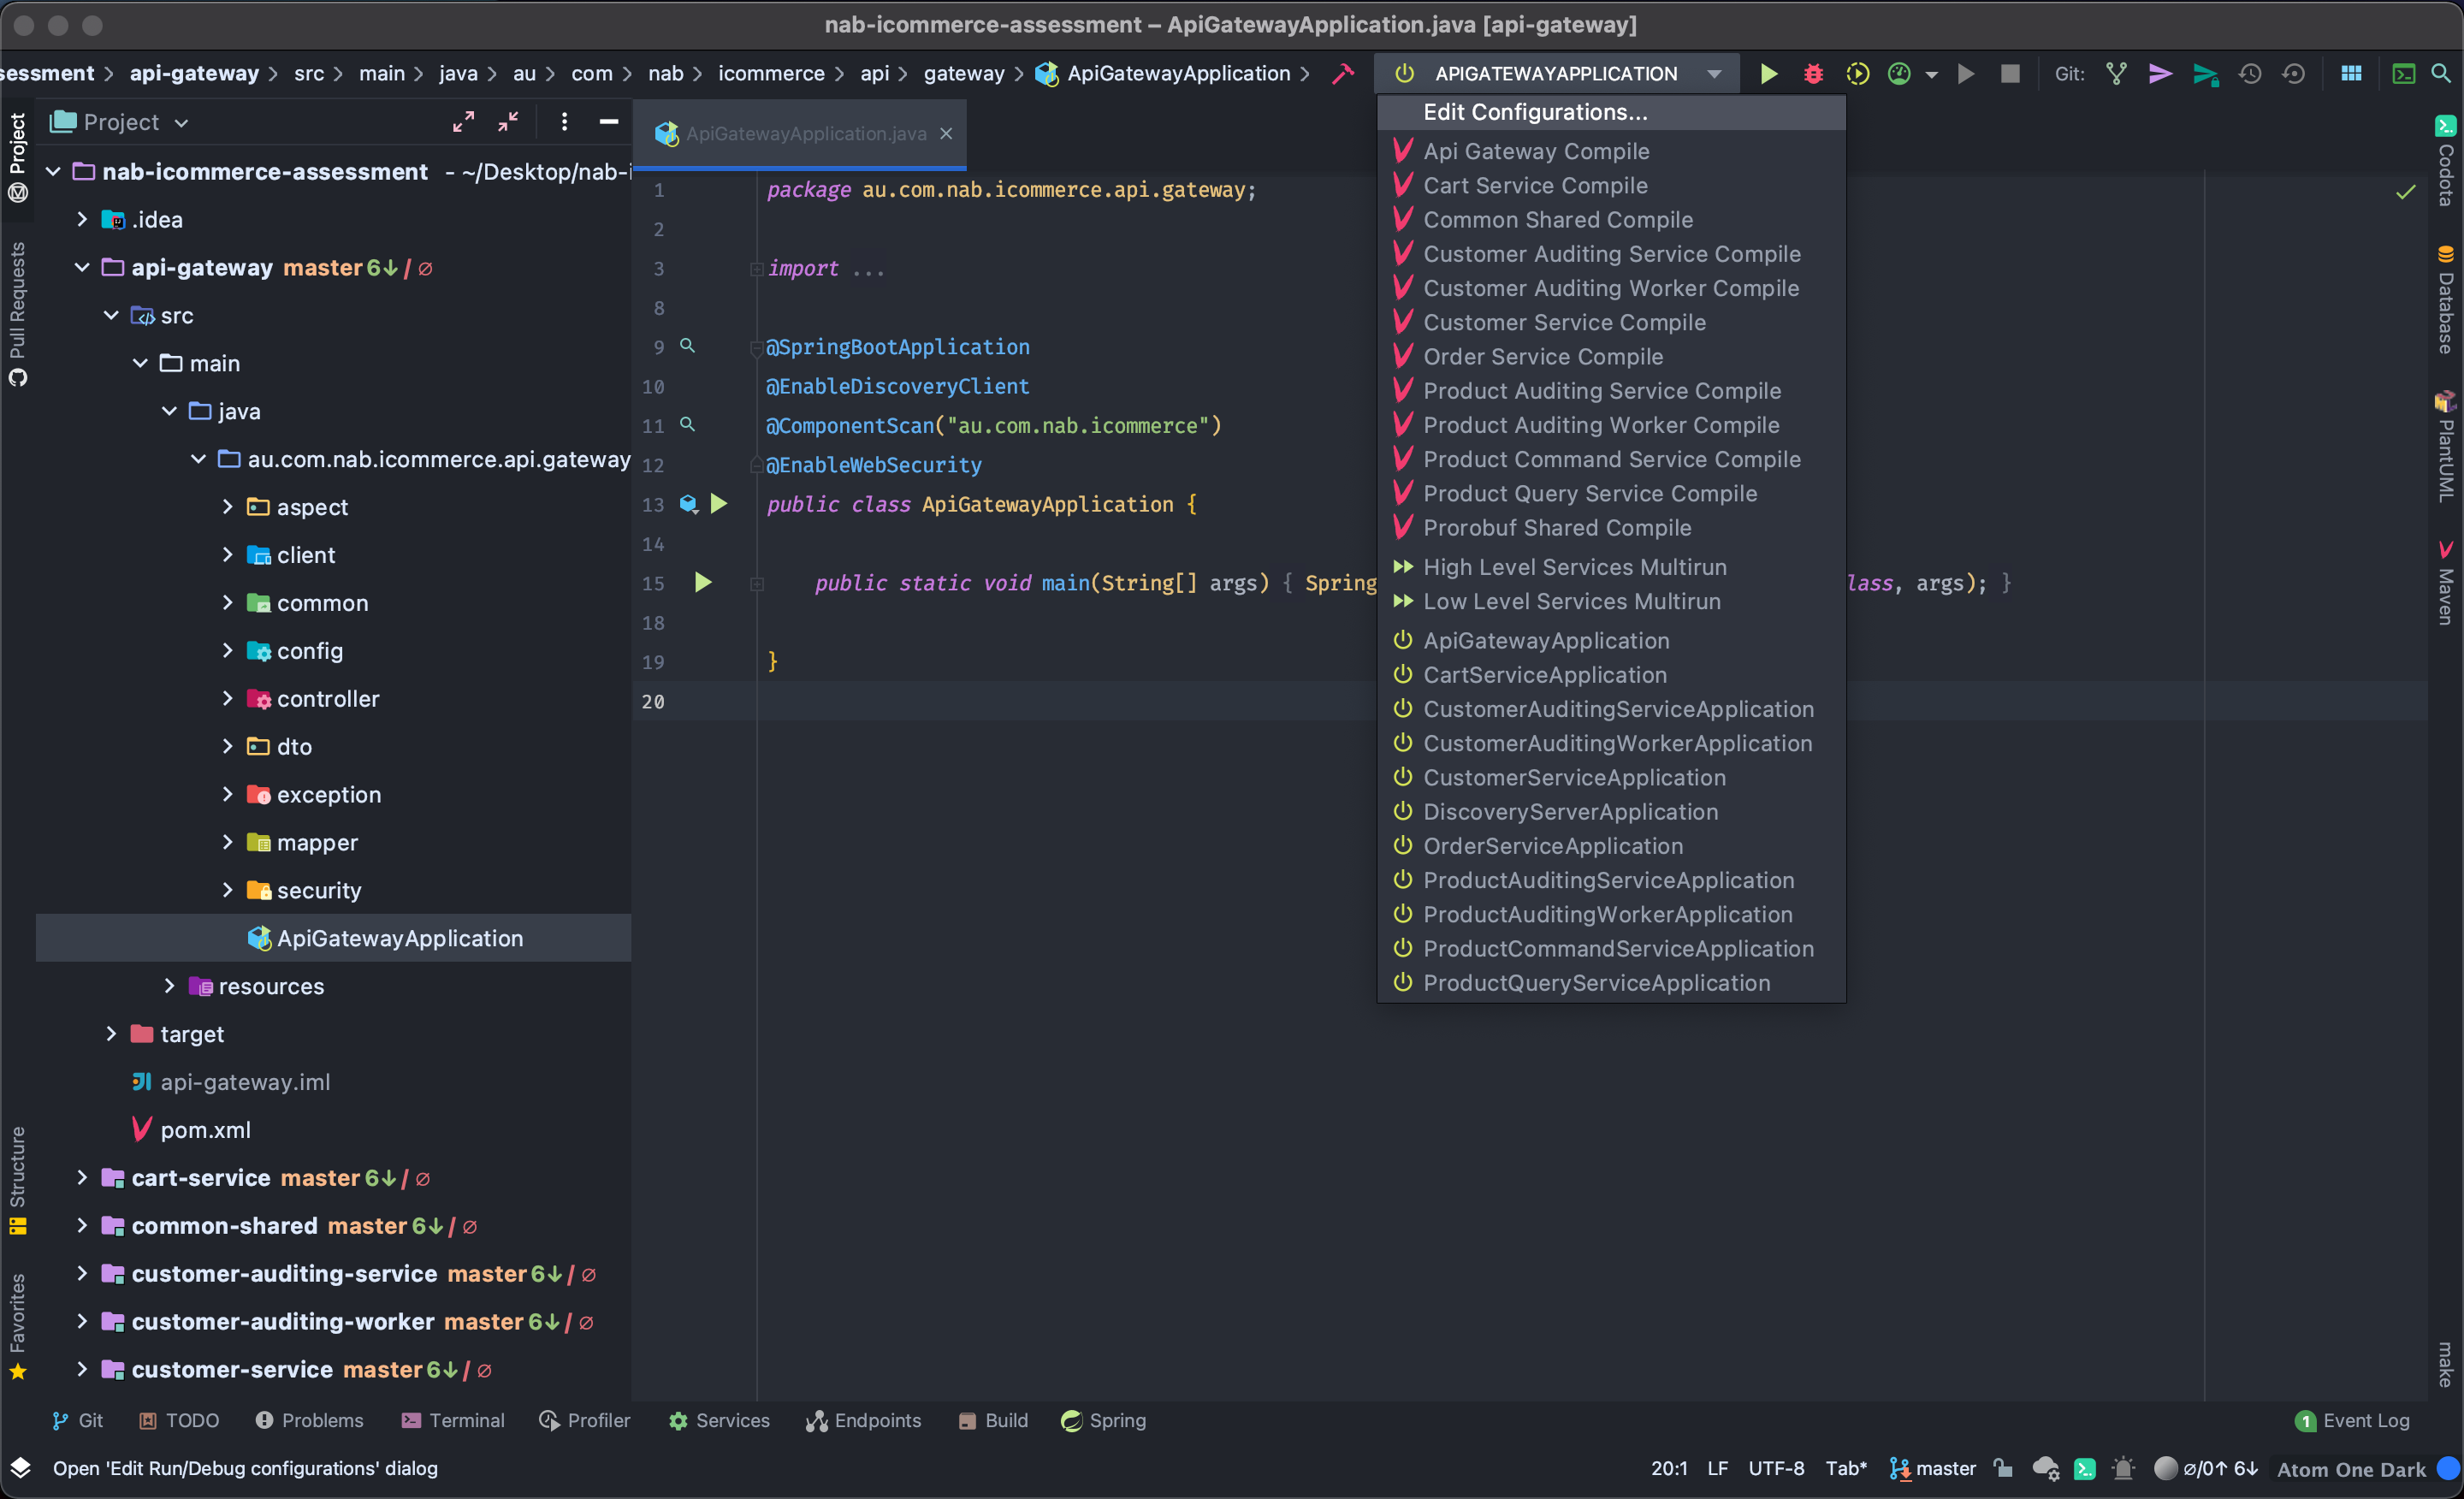 nab-icommerce-assessment – ApiGatewayApplication.java [api-gateway]
sessment › api-gateway › src › main › java › au › com › nab › icommerce › api › gateway › ApiGatewayApplication ›
APIGATEWAYAPPLICATION
Git:
Project
ApiGatewayApplication.java
Project
Pull Requests
Structure
Favorites
nab-icommerce-assessment - ~/Desktop/nab-i
.idea
api-gateway master 6↓ / ∅
src
main
java
au.com.nab.icommerce.api.gateway
aspect
client
common
config
controller
dto
exception
mapper
security
ApiGatewayApplication
resources
target
api-gateway.iml
pom.xml
cart-service master 6↓ / ∅
common-shared master 6↓ / ∅
customer-auditing-service master 6↓ / ∅
customer-auditing-worker master 6↓ / ∅
customer-service master 6↓ / ∅
1 package au.com.nab.icommerce.api.gateway;
2
3 import ...
8
9 @SpringBootApplication
10 @EnableDiscoveryClient
11 @ComponentScan("au.com.nab.icommerce")
12 @EnableWebSecurity
13 public class ApiGatewayApplication {
14
15 public static void main(String[] args) { Spring lass, args); }
18
19 }
20
Edit Configurations...
Api Gateway Compile
Cart Service Compile
Common Shared Compile
Customer Auditing Service Compile
Customer Auditing Worker Compile
Customer Service Compile
Order Service Compile
Product Auditing Service Compile
Product Auditing Worker Compile
Product Command Service Compile
Product Query Service Compile
Prorobuf Shared Compile
High Level Services Multirun
Low Level Services Multirun
ApiGatewayApplication
CartServiceApplication
CustomerAuditingServiceApplication
CustomerAuditingWorkerApplication
CustomerServiceApplication
DiscoveryServerApplication
OrderServiceApplication
ProductAuditingServiceApplication
ProductAuditingWorkerApplication
ProductCommandServiceApplication
ProductQueryServiceApplication
Codota
Database
PlantUML
Maven
make
Git TODO Problems Terminal Profiler Services Endpoints Build Spring
1 Event Log
Open 'Edit Run/Debug configurations' dialog
20:1 LF UTF-8 Tab* master ∅/0↑ 6↓ Atom One Dark